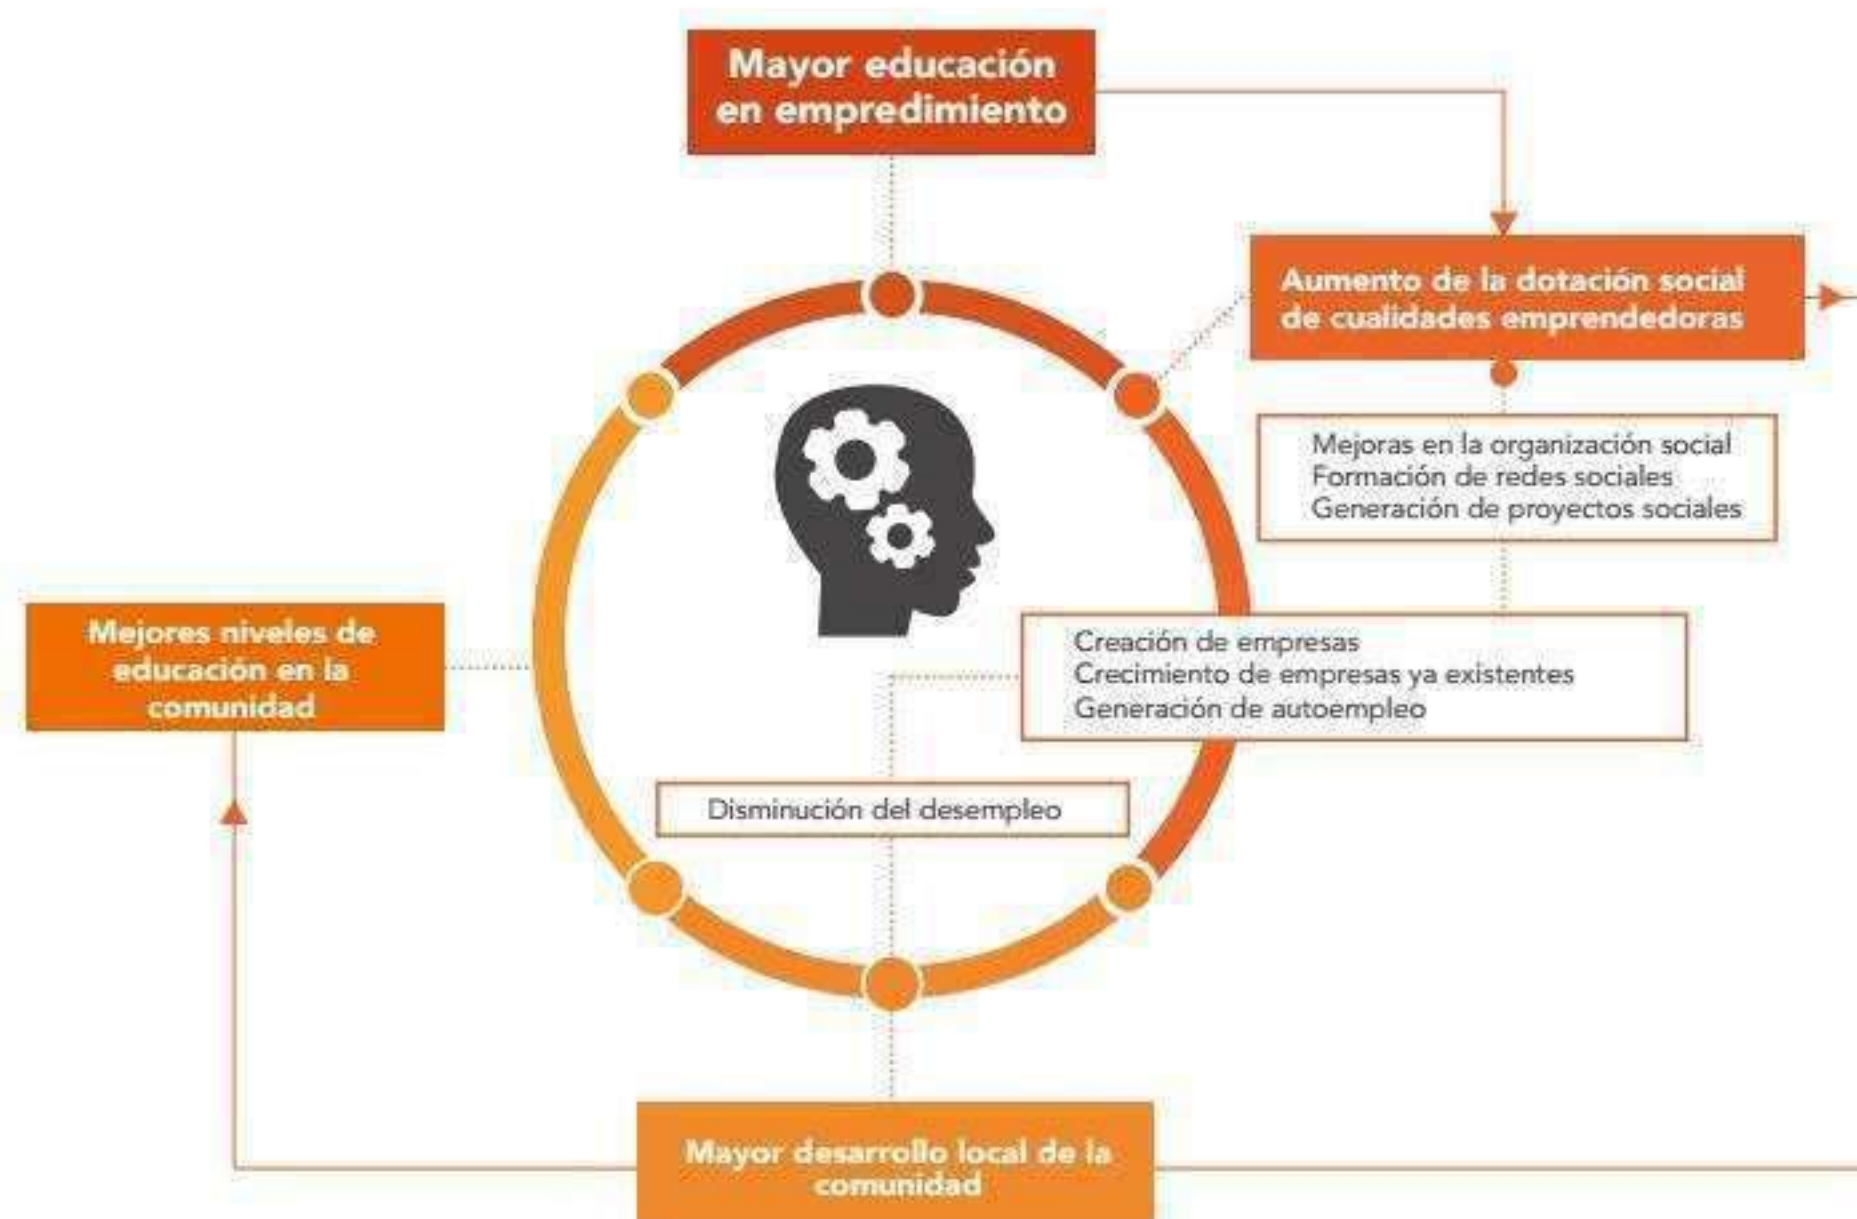 Mayor educación
en empredimiento
Aumento de la dotación social
de cualidades emprendedoras
Mejoras en la organización social
Formación de redes sociales
Generación de proyectos sociales
Creación de empresas
Crecimiento de empresas ya existentes
Generación de autoempleo
Disminución del desempleo
Mejores niveles de
educación en la
comunidad
Mayor desarrollo local de la
comunidad